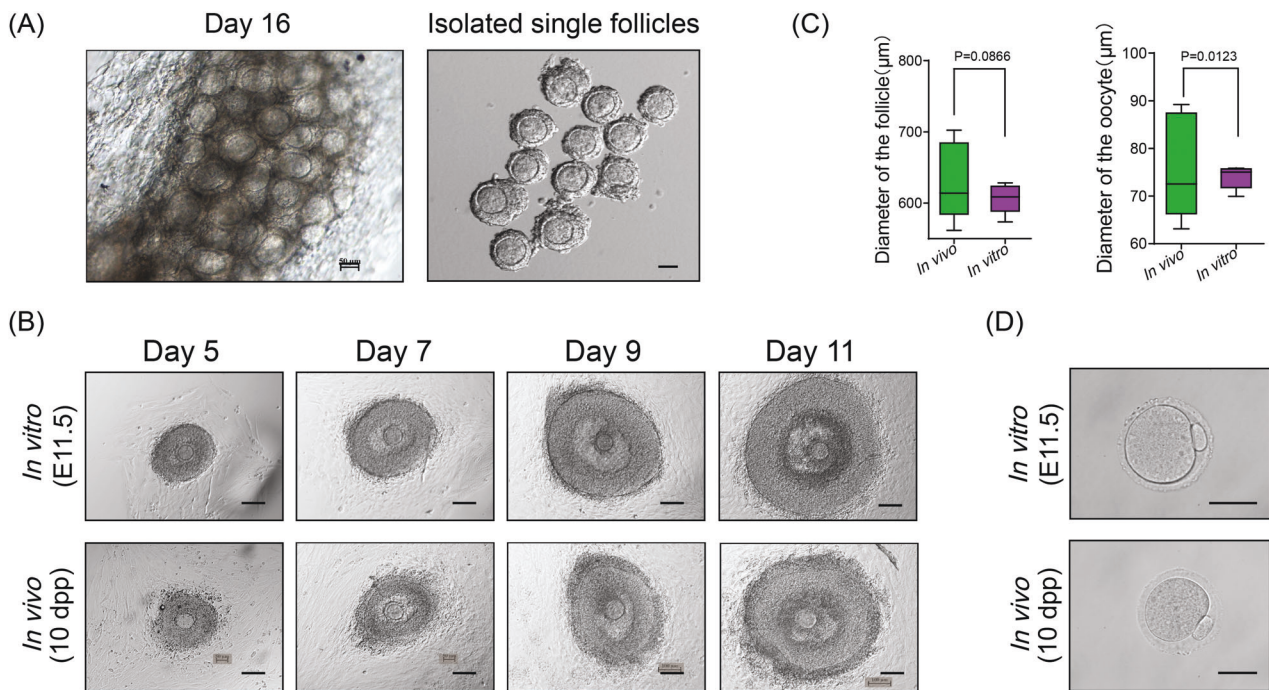 (A)
Day 16
Isolated single follicles
50 μm
(C)
Diameter of the follicle(μm)
800
700
600
P=0.0866
In vivo
In vitro
Diameter of the oocyte(μm)
100
90
80
70
60
P=0.0123
In vivo
In vitro
(B)
Day 5
Day 7
Day 9
Day 11
In vitro
(E11.5)
In vivo
(10 dpp)
100 μm
(D)
In vitro
(E11.5)
In vivo
(10 dpp)